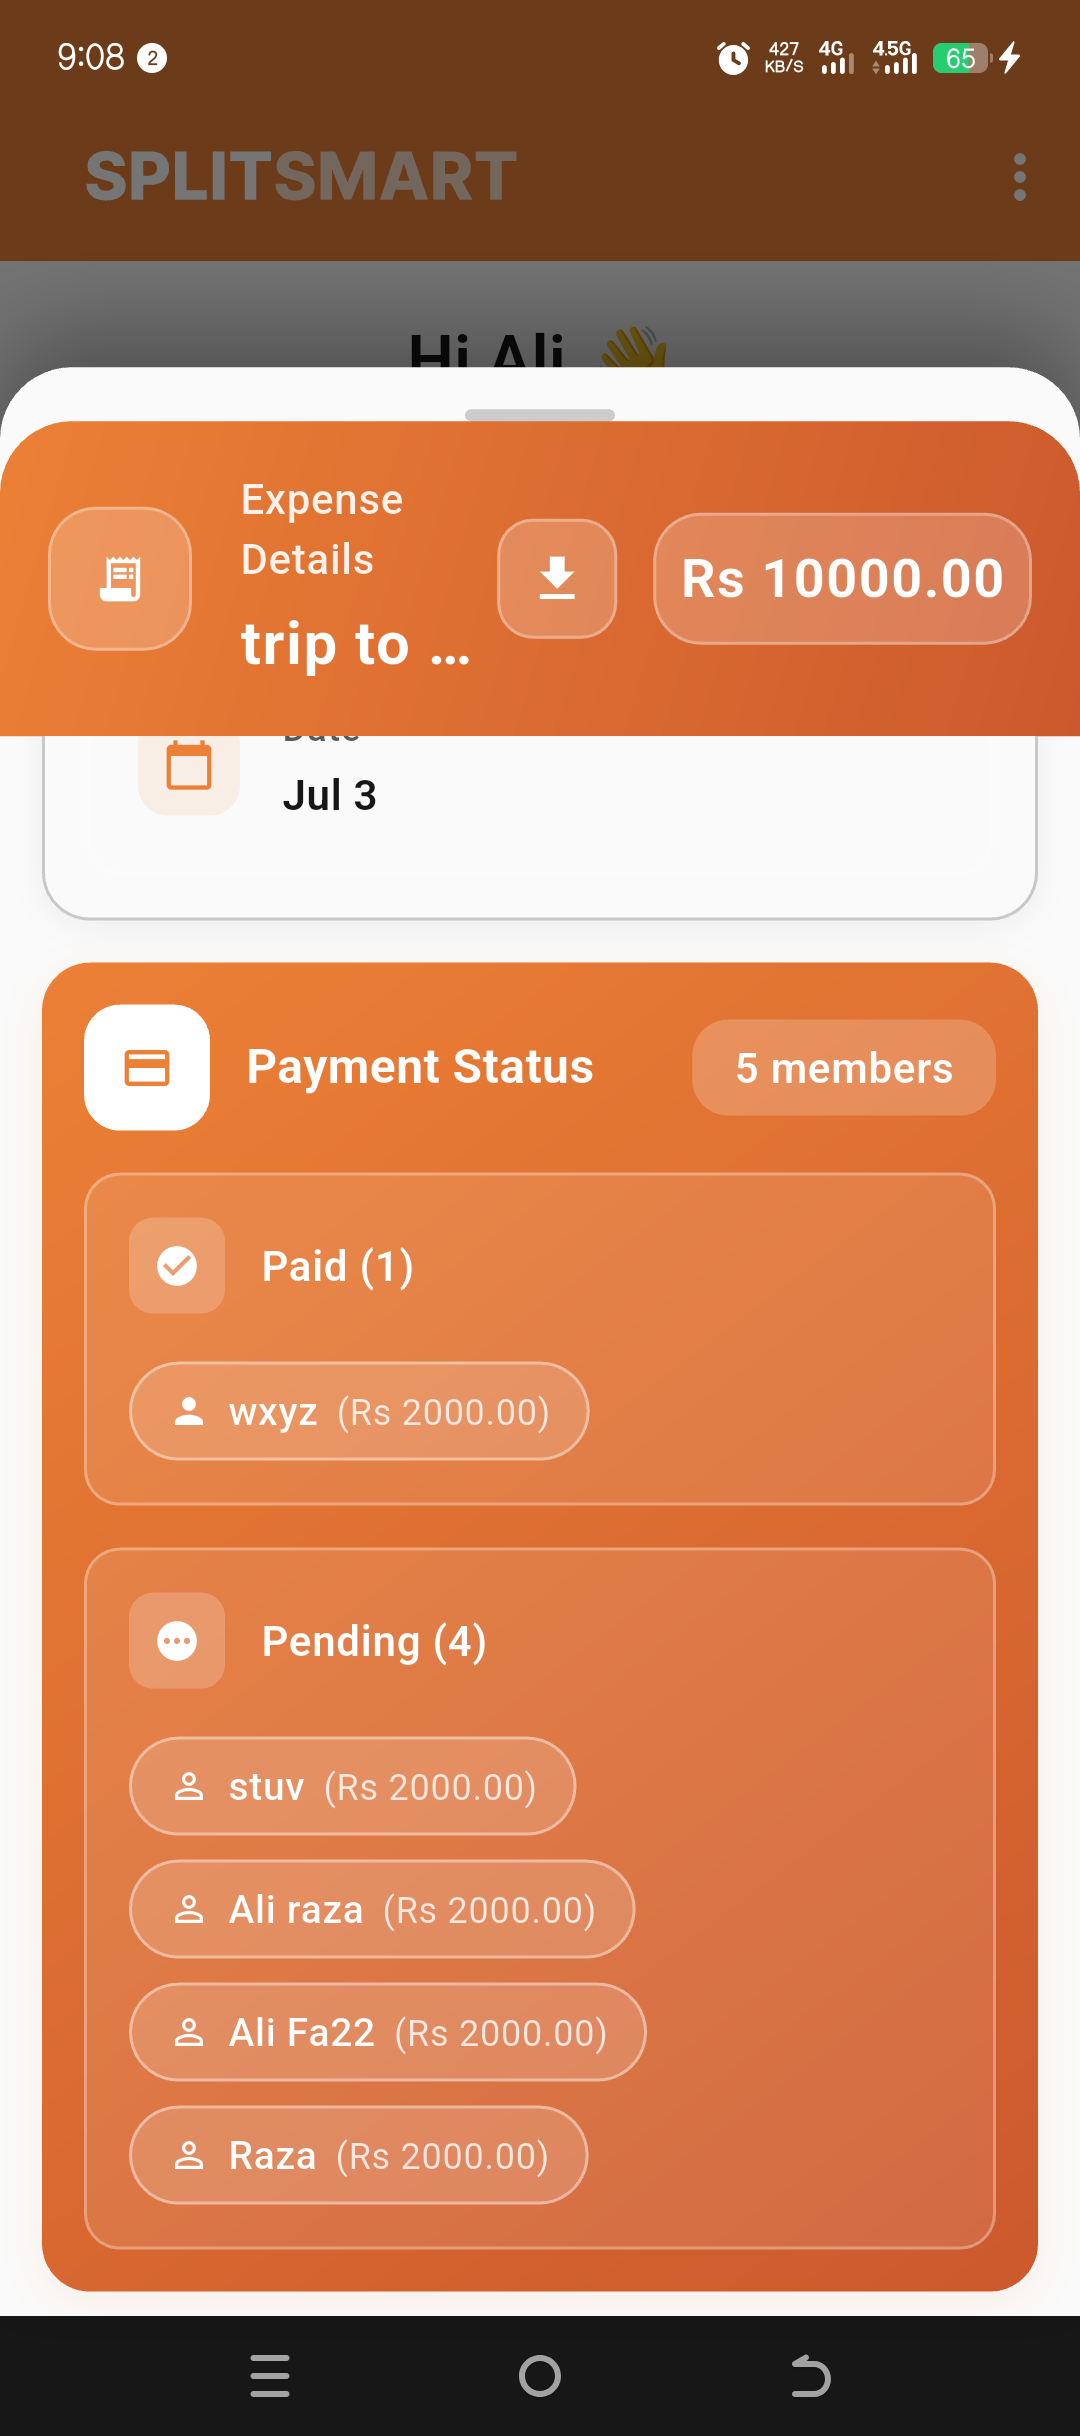 9:08 2 427 KB/S 4G 4.5G 65
SPLITSMART
Hi Ali 👋
Expense
Details
trip to ...
Rs 10000.00
Date
Jul 3
Payment Status
5 members
Paid (1)
wxyz (Rs 2000.00)
Pending (4)
stuv (Rs 2000.00)
Ali raza (Rs 2000.00)
Ali Fa22 (Rs 2000.00)
Raza (Rs 2000.00)